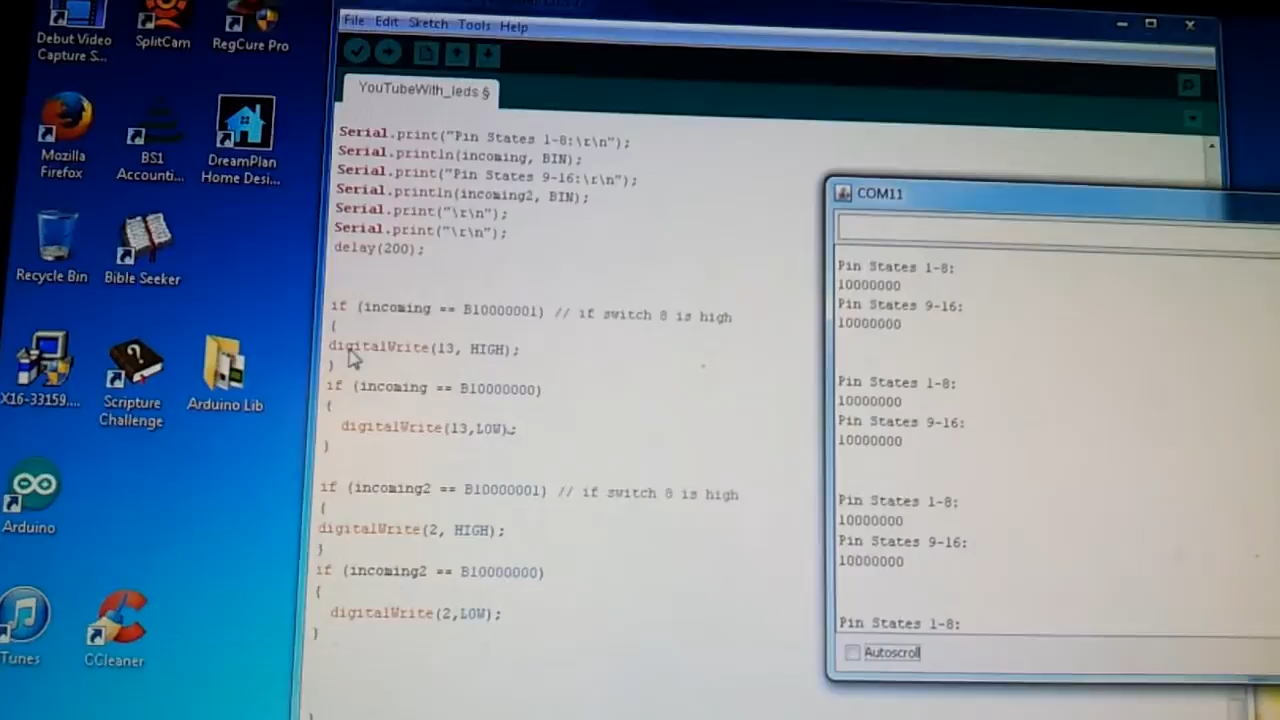 Debut Video
Capture S...
SplitCam
RegCure Pro
Mozilla
Firefox
BS1
Accounti...
DreamPlan
Home Desi...
Recycle Bin
Bible Seeker
X16-33159....
Scripture
Challenge
Arduino Lib
Arduino
iTunes
CCleaner
File Edit Sketch Tools Help
YouTubeWith_leds §
Serial.print("Pin States 1-8:\r\n");
Serial.println(incoming, BIN);
Serial.print("Pin States 9-16:\r\n");
Serial.println(incoming2, BIN);
Serial.print("\r\n");
Serial.print("\r\n");
delay(200);
if (incoming == B10000001) // if switch 8 is high
{
digitalWrite(13, HIGH);
}
if (incoming == B10000000)
{
digitalWrite(13,LOW);
}
if (incoming2 == B10000001) // if switch 8 is high
{
digitalWrite(2, HIGH);
}
if (incoming2 == B10000000)
{
digitalWrite(2,LOW);
}
COM11
Pin States 1-8:
10000000
Pin States 9-16:
10000000
Pin States 1-8:
10000000
Pin States 9-16:
10000000
Pin States 1-8:
10000000
Pin States 9-16:
10000000
Pin States 1-8:
Autoscroll